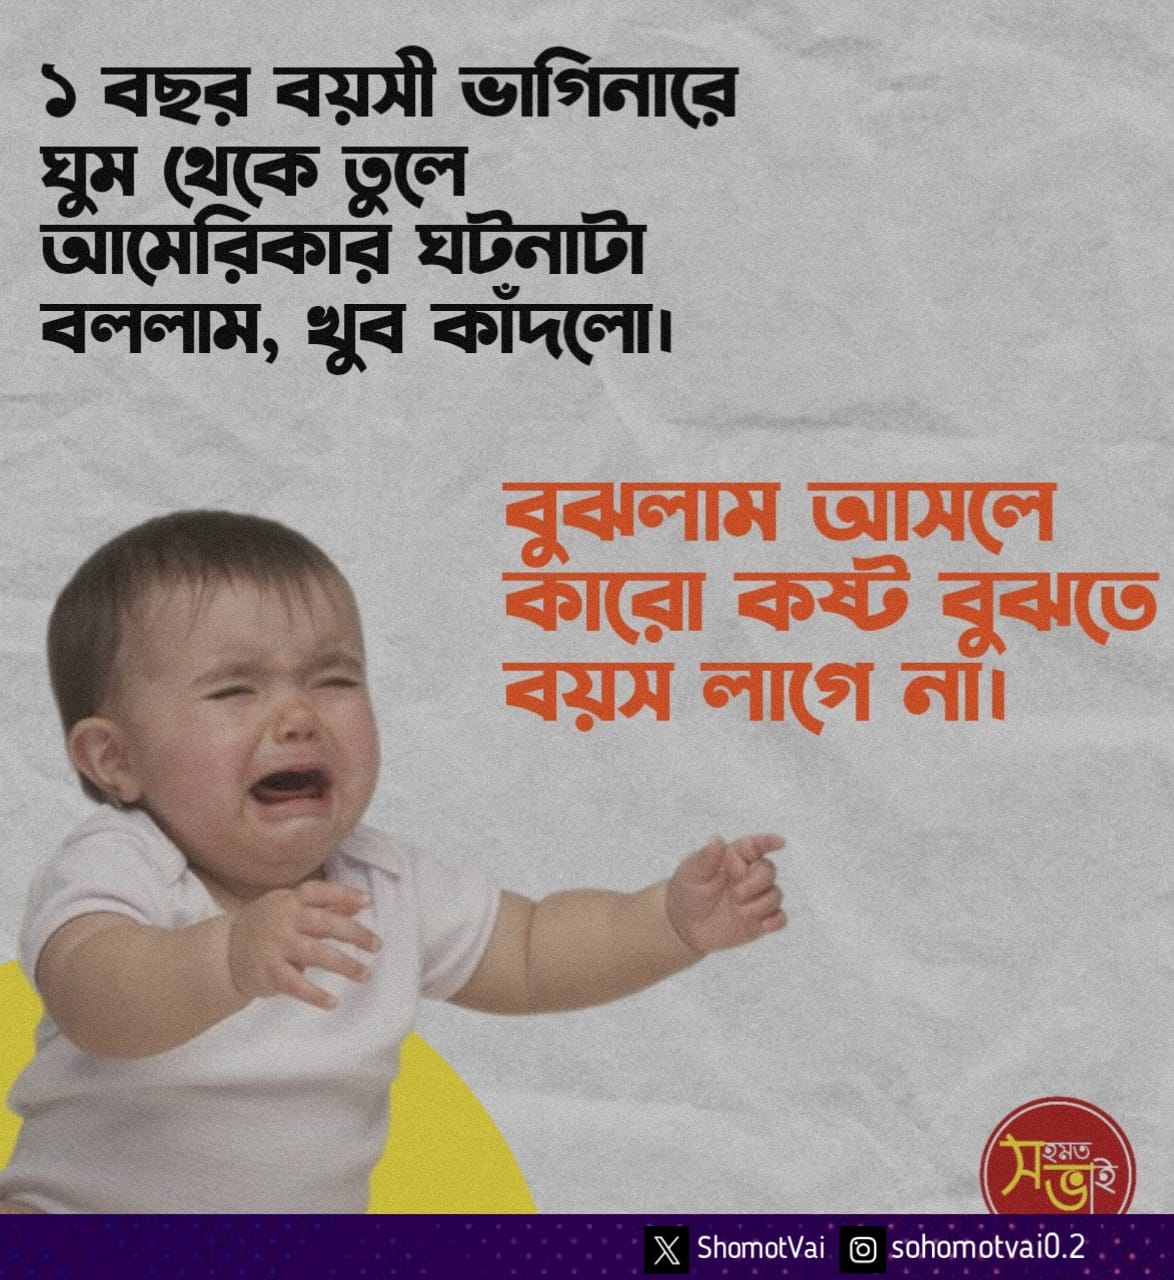 ১ বছর বয়সী ভাগিনারে
ঘুম থেকে তুলে
আমেরিকার ঘটনাটা
বললাম, খুব কাঁদলো।
বুঝলাম আসলে
কারো কষ্ট বুঝতে
বয়স লাগে না।
সহমত
ভাই
ShomotVai sohomotvai0.2